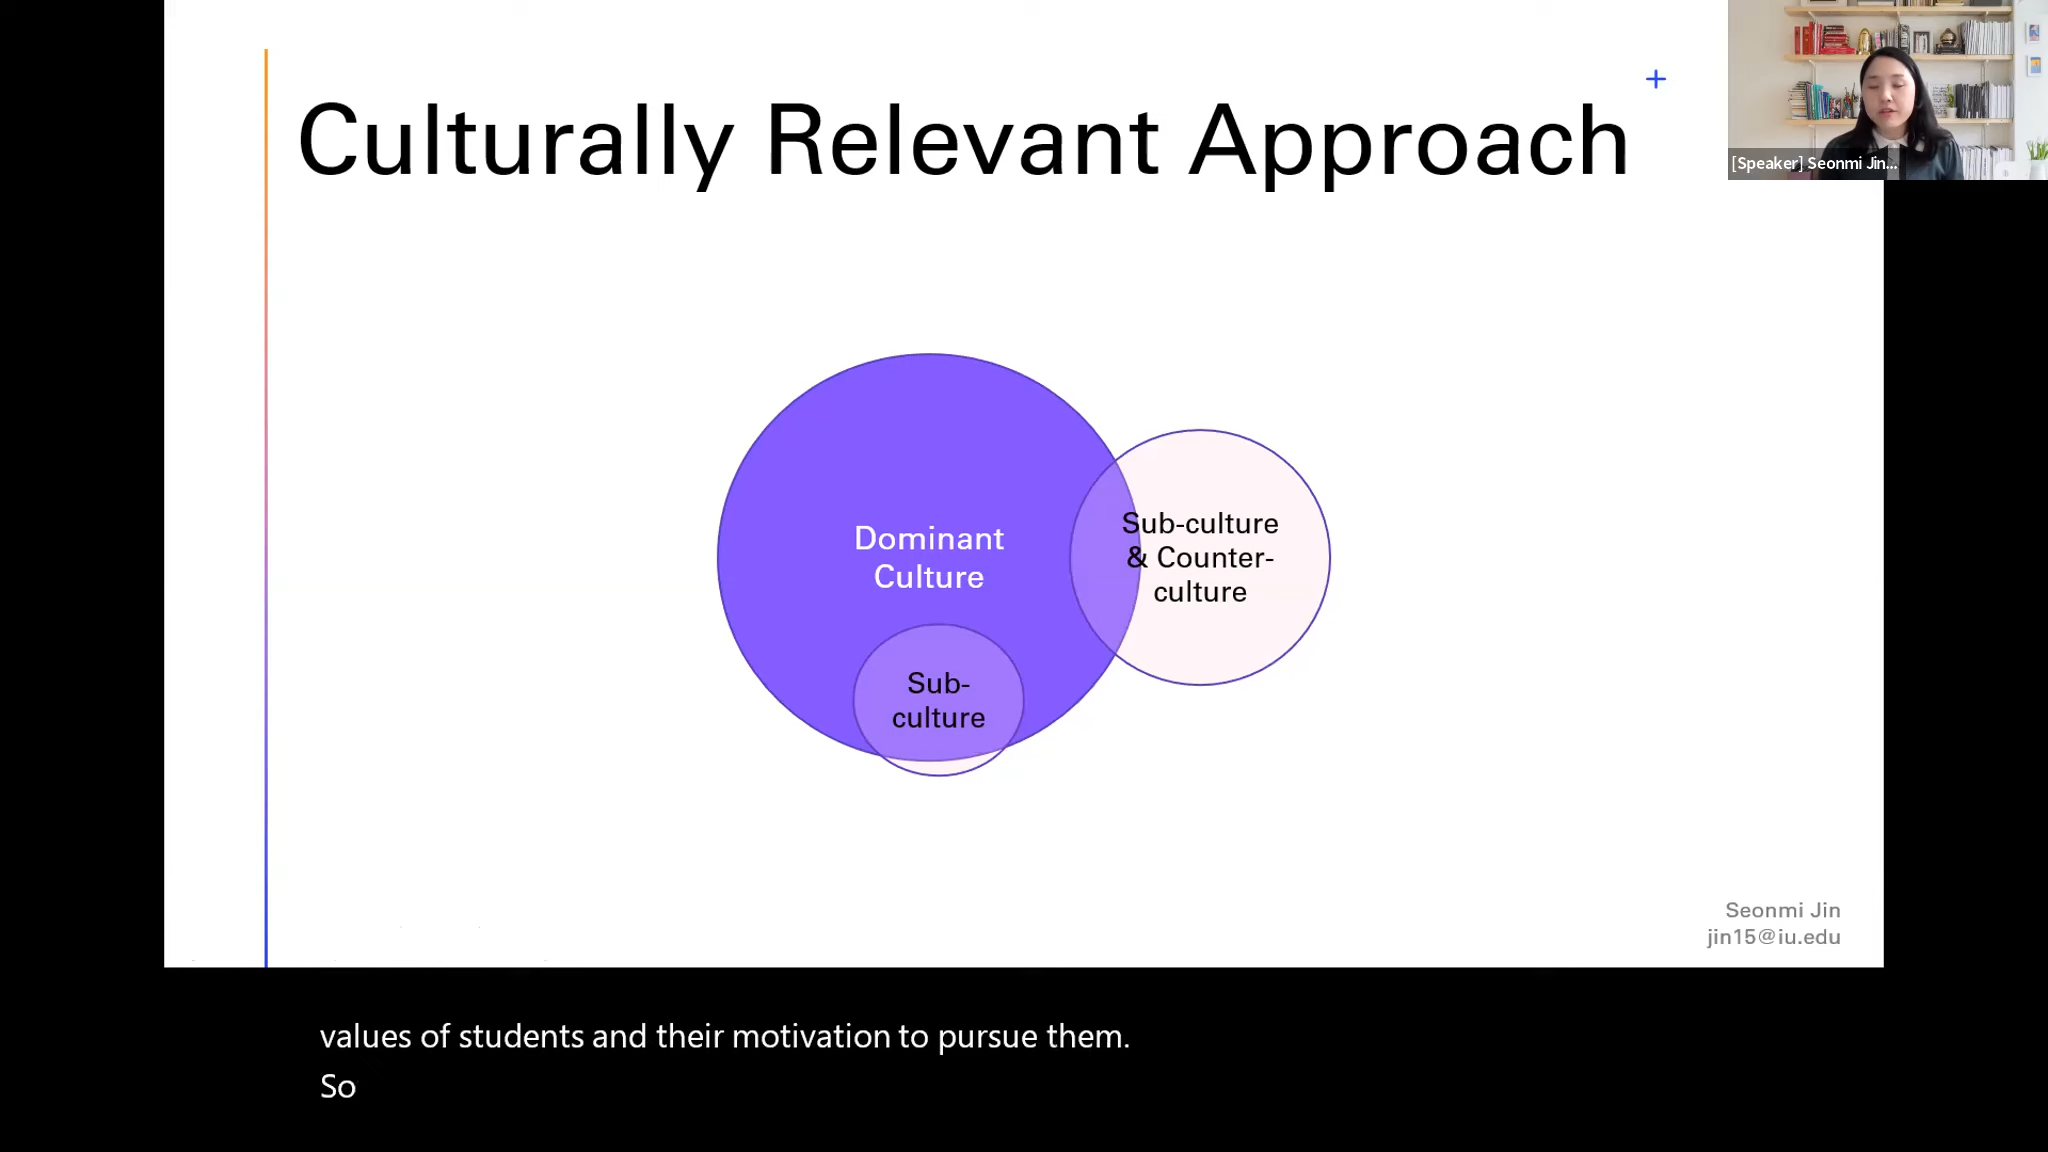 Culturally Relevant Approach
[Speaker] Seonmi Jin...
Dominant
Culture
Sub-culture
& Counter-
culture
Sub-
culture
Seonmi Jin
jin15@iu.edu
values of students and their motivation to pursue them.
So